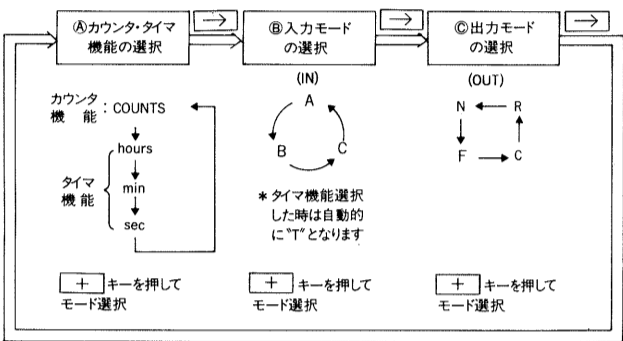 Ⓐカウンタ・タイマ
機能の選択
→
Ⓑ入力モード
の選択
→
Ⓒ出力モード
の選択
→
カウンタ
機 能
:COUNTS
hours
タイマ
機 能
min
sec
(IN)
A
B
C
*タイマ機能選択
した時は自動的
に“T”となります
(OUT)
N
R
F
C
+ キーを押して
モード選択
+ キーを押して
モード選択
+ キーを押して
モード選択